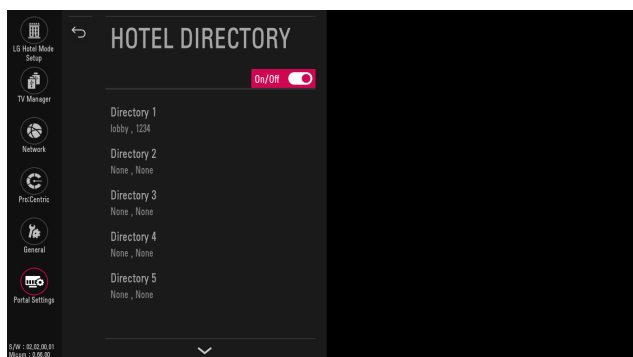 LG Hotel Mode
Setup
TV Manager
Network
Pro:Centric
General
Portal Settings
S/W : 02.02.00.01
Micom : 0.00.00
HOTEL DIRECTORY
On/Off
Directory 1
lobby , 1234
Directory 2
None , None
Directory 3
None , None
Directory 4
None , None
Directory 5
None , None